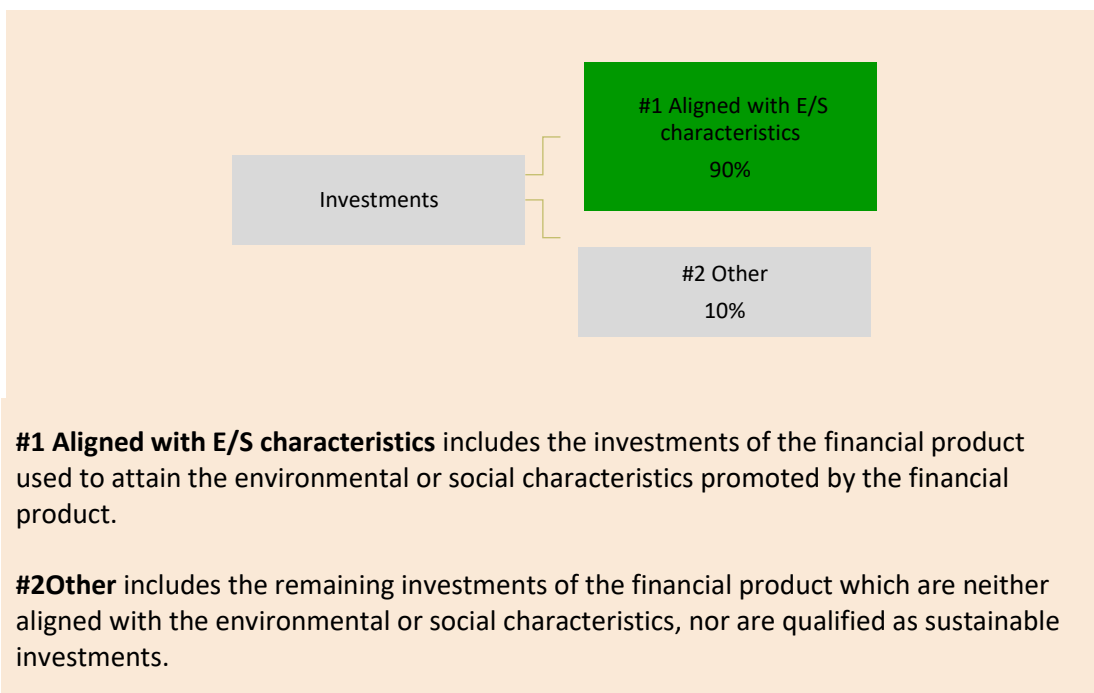 #1 Aligned with E/S
characteristics
90%
Investments
#2 Other
10%
#1 Aligned with E/S characteristics includes the investments of the financial product
used to attain the environmental or social characteristics promoted by the financial
product.
#2Other includes the remaining investments of the financial product which are neither
aligned with the environmental or social characteristics, nor are qualified as sustainable
investments.